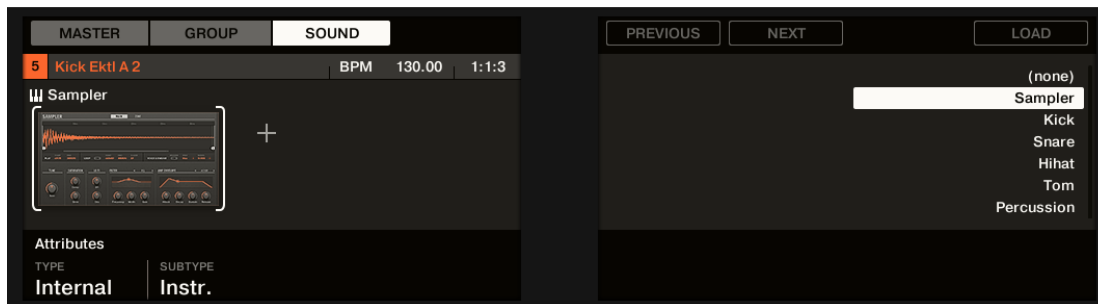 MASTER GROUP SOUND
5 Kick Ektl A 2 BPM 130.00 1:1:3
Sampler
SAMPLER
Attributes
TYPE SUBTYPE
Internal Instr.
PREVIOUS NEXT LOAD
(none)
Sampler
Kick
Snare
Hihat
Tom
Percussion